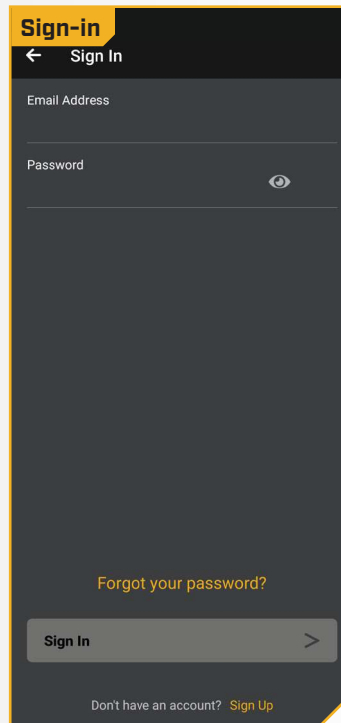 Sign-in
Sign In
Email Address
Password
Forgot your password?
Sign In
Don't have an account? Sign Up